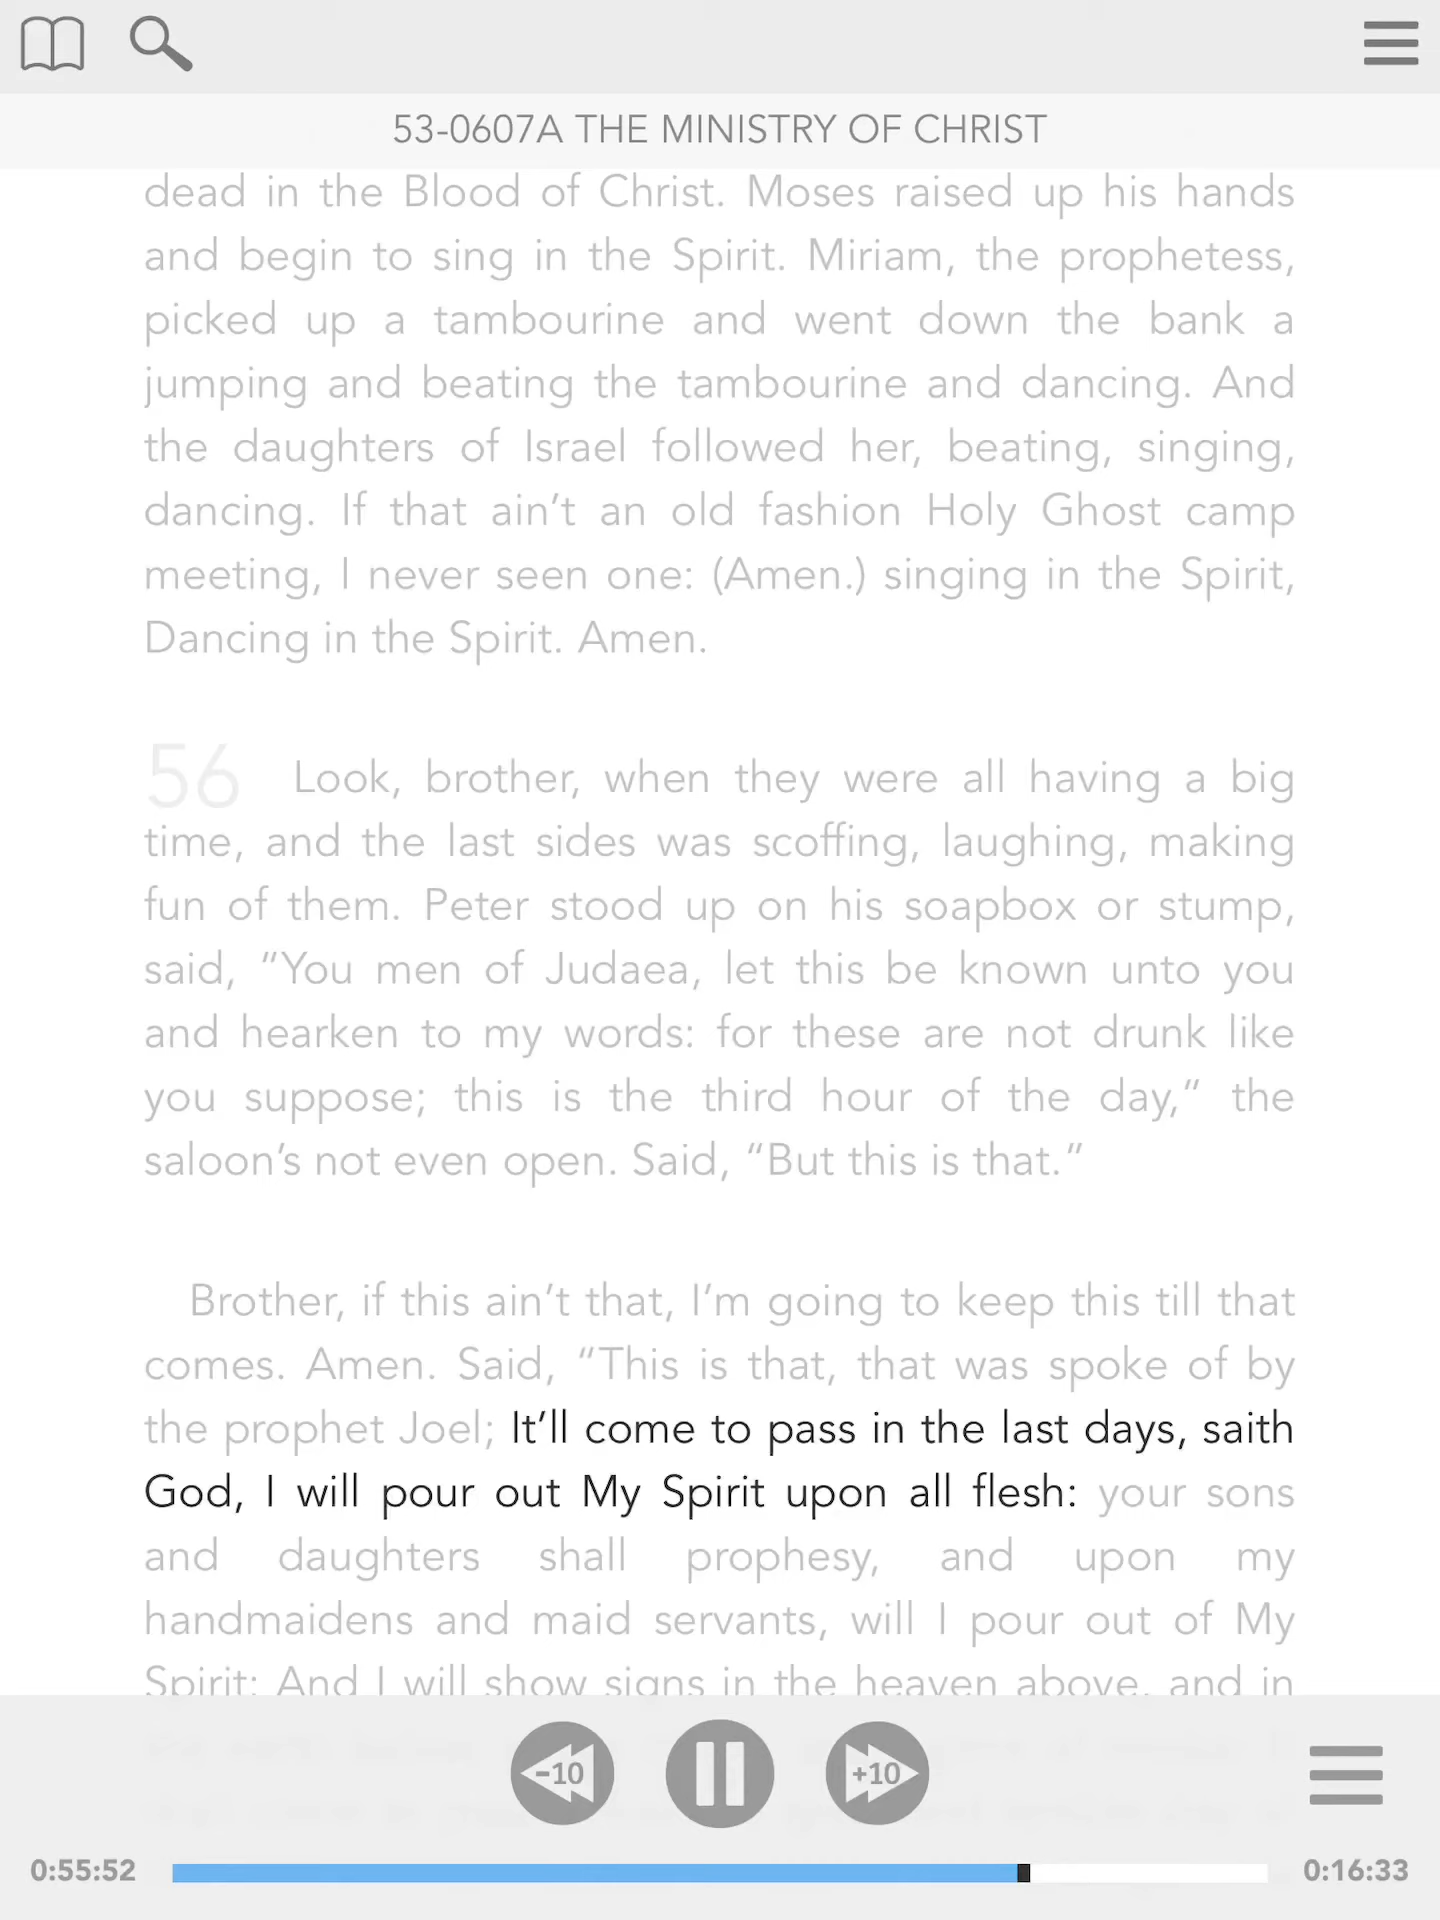 53-0607A THE MINISTRY OF CHRIST
dead in the Blood of Christ. Moses raised up his hands
and begin to sing in the Spirit. Miriam, the prophetess,
picked up a tambourine and went down the bank a
jumping and beating the tambourine and dancing. And
the daughters of Israel followed her, beating, singing,
dancing. If that ain’t an old fashion Holy Ghost camp
meeting, I never seen one: (Amen.) singing in the Spirit,
Dancing in the Spirit. Amen.
56 Look, brother, when they were all having a big
time, and the last sides was scoffing, laughing, making
fun of them. Peter stood up on his soapbox or stump,
said, “You men of Judaea, let this be known unto you
and hearken to my words: for these are not drunk like
you suppose; this is the third hour of the day,” the
saloon’s not even open. Said, “But this is that.”
Brother, if this ain’t that, I’m going to keep this till that
comes. Amen. Said, “This is that, that was spoke of by
the prophet Joel; It’ll come to pass in the last days, saith
God, I will pour out My Spirit upon all flesh: your sons
and daughters shall prophesy, and upon my
handmaidens and maid servants, will I pour out of My
Spirit: And I will show signs in the heaven above, and in
-10 +10
0:55:52 0:16:33